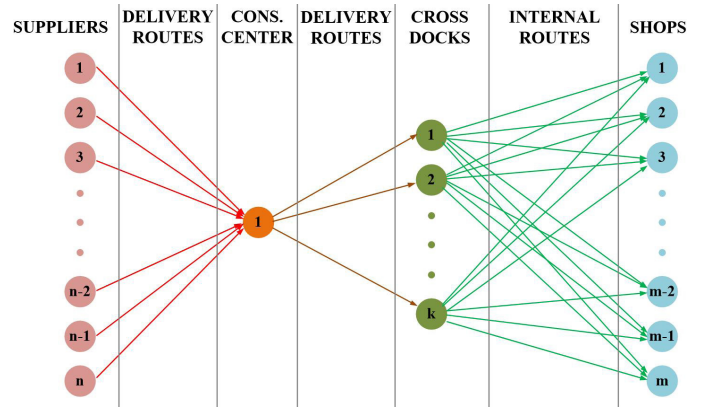 SUPPLIERS
DELIVERY
ROUTES
CONS.
CENTER
DELIVERY
ROUTES
CROSS
DOCKS
INTERNAL
ROUTES
SHOPS
1
2
3
n-2
n-1
n
1
1
2
k
1
2
3
m-2
m-1
m